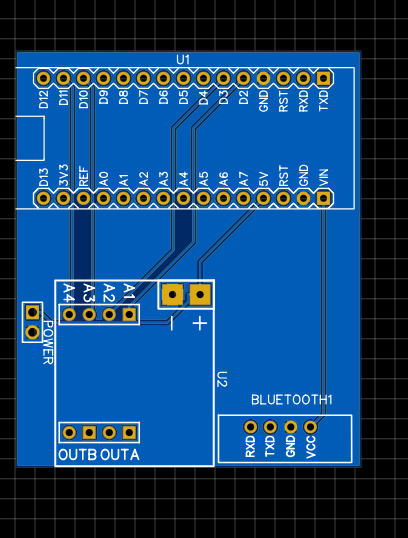 U1
D12 D11 D10 D9 D8 D7 D6 D5 D4 D3 D2 GND RST RXD TXD
D13 3V3 REF A0 A1 A2 A3 A4 A5 A6 A7 5V RST GND VIN
A4 A3 A2 A1
− +
POWER
U2
BLUETOOTH1
RXD TXD GND VCC
OUTB OUTA